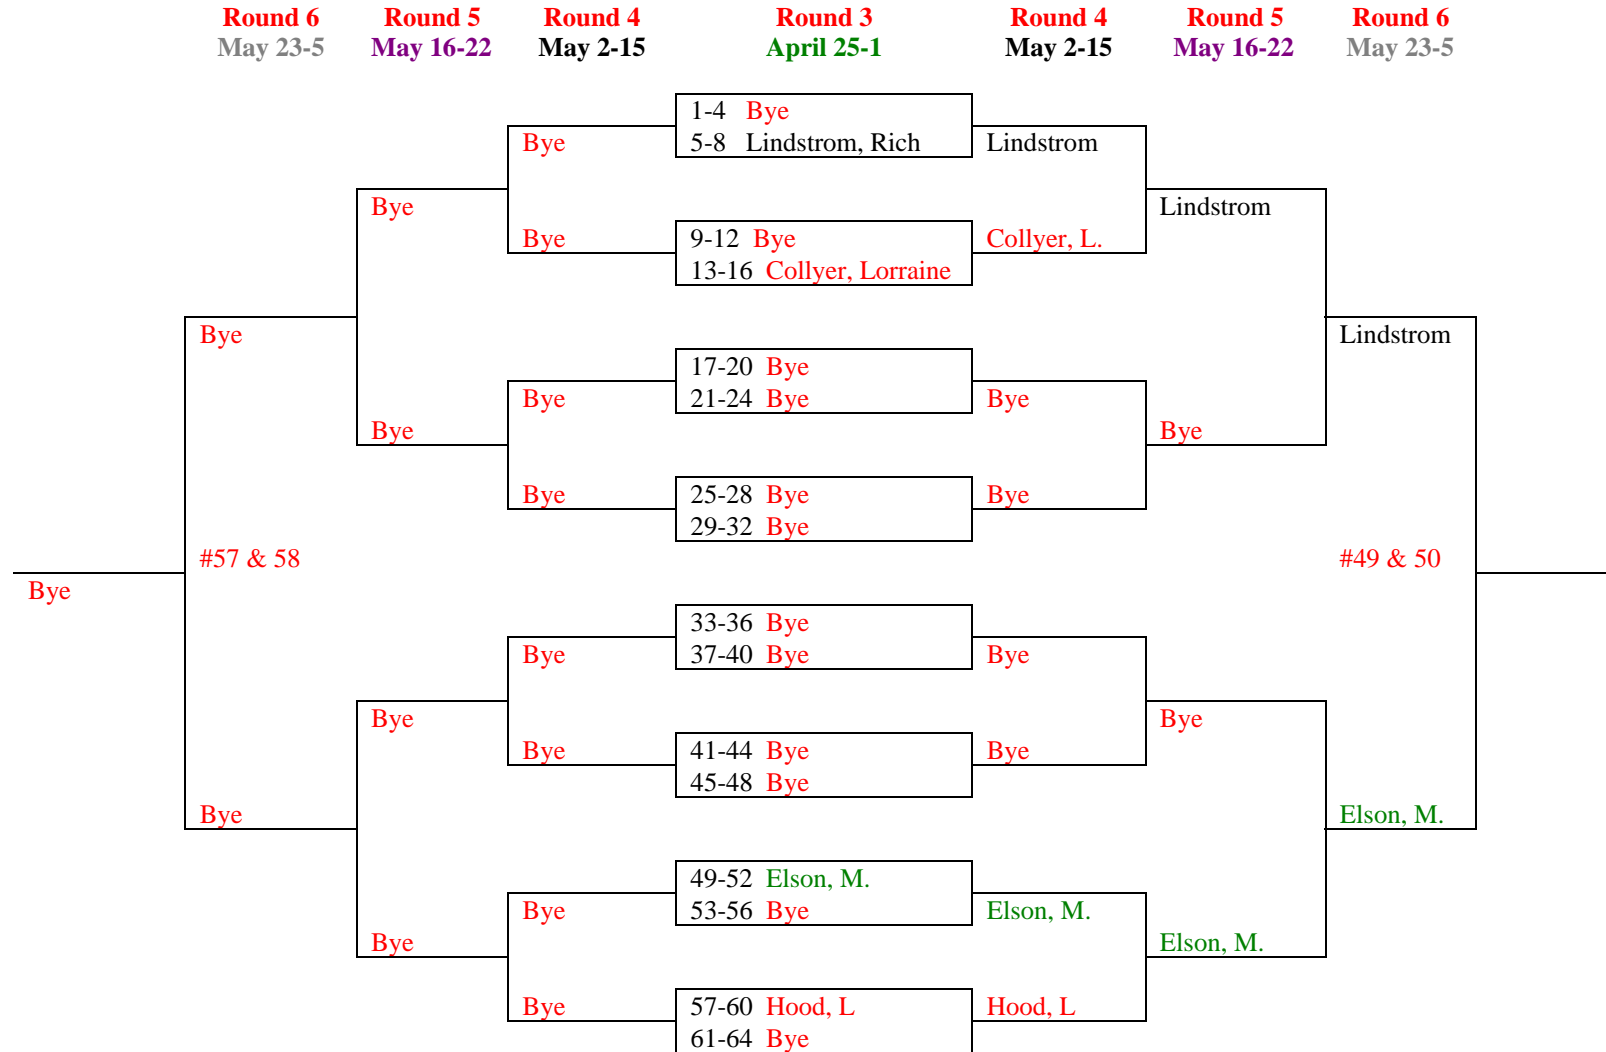 Round 6 Round 5 Round 4 Round 3 Round 4 Round 5 Round 6
May 23-5 May 16-22 May 2-15 April 25-1 May 2-15 May 16-22 May 23-5
1-4 Bye
Bye 5-8 Lindstrom, Rich Lindstrom
Bye Lindstrom
Bye 9-12 Bye Collyer, L.
13-16 Collyer, Lorraine
Bye Lindstrom
17-20 Bye
Bye 21-24 Bye Bye
Bye Bye
Bye 25-28 Bye Bye
29-32 Bye
#57 & 58 #49 & 50
Bye
33-36 Bye
Bye 37-40 Bye Bye
Bye Bye
Bye 41-44 Bye Bye
45-48 Bye
Bye Elson, M.
49-52 Elson, M.
Bye 53-56 Bye Elson, M.
Bye Elson, M.
Bye 57-60 Hood, L Hood, L
61-64 Bye